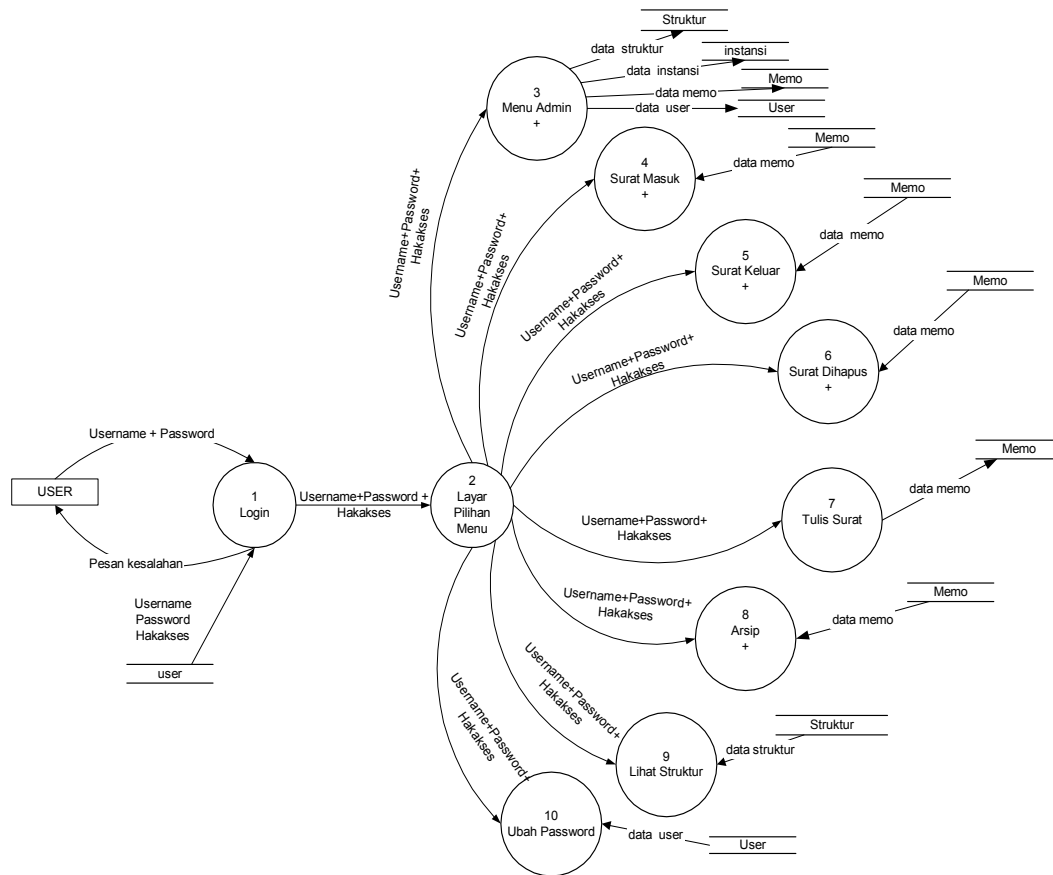 Struktur
data struktur
instansi
data instansi
Memo
data memo
User
data user
3
Menu Admin
+
Memo
data memo
4
Surat Masuk
+
Memo
data memo
5
Surat Keluar
+
Memo
data memo
6
Surat Dihapus
+
Username+Password+
Hakakses
Username+Password+
Hakakses
Username+Password+
Hakakses
Username+Password+
Hakakses
Username + Password
USER
1
Login
Username+Password +
Hakakses
2
Layar
Pilihan
Menu
Pesan kesalahan
Username
Password
Hakakses
user
Username+Password+
Hakakses
7
Tulis Surat
data memo
Memo
Username+Password+
Hakakses
8
Arsip
+
data memo
Memo
Username+Password+
Hakakses
9
Lihat Struktur
data struktur
Struktur
Username+Password+
Hakakses
10
Ubah Password
data user
User